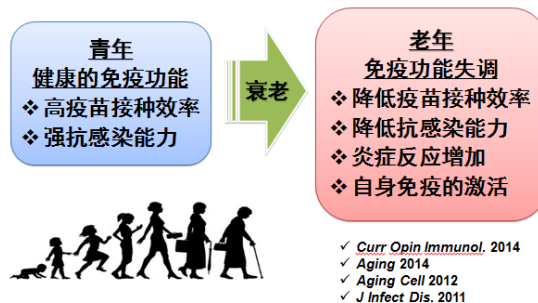 青年
健康的免疫功能
❖ 高疫苗接种效率
❖ 强抗感染能力
衰老
老年
免疫功能失调
❖ 降低疫苗接种效率
❖ 降低抗感染能力
❖ 炎症反应增加
❖ 自身免疫的激活
✓ Curr Opin Immunol. 2014
✓ Aging 2014
✓ Aging Cell 2012
✓ J Infect Dis. 2011